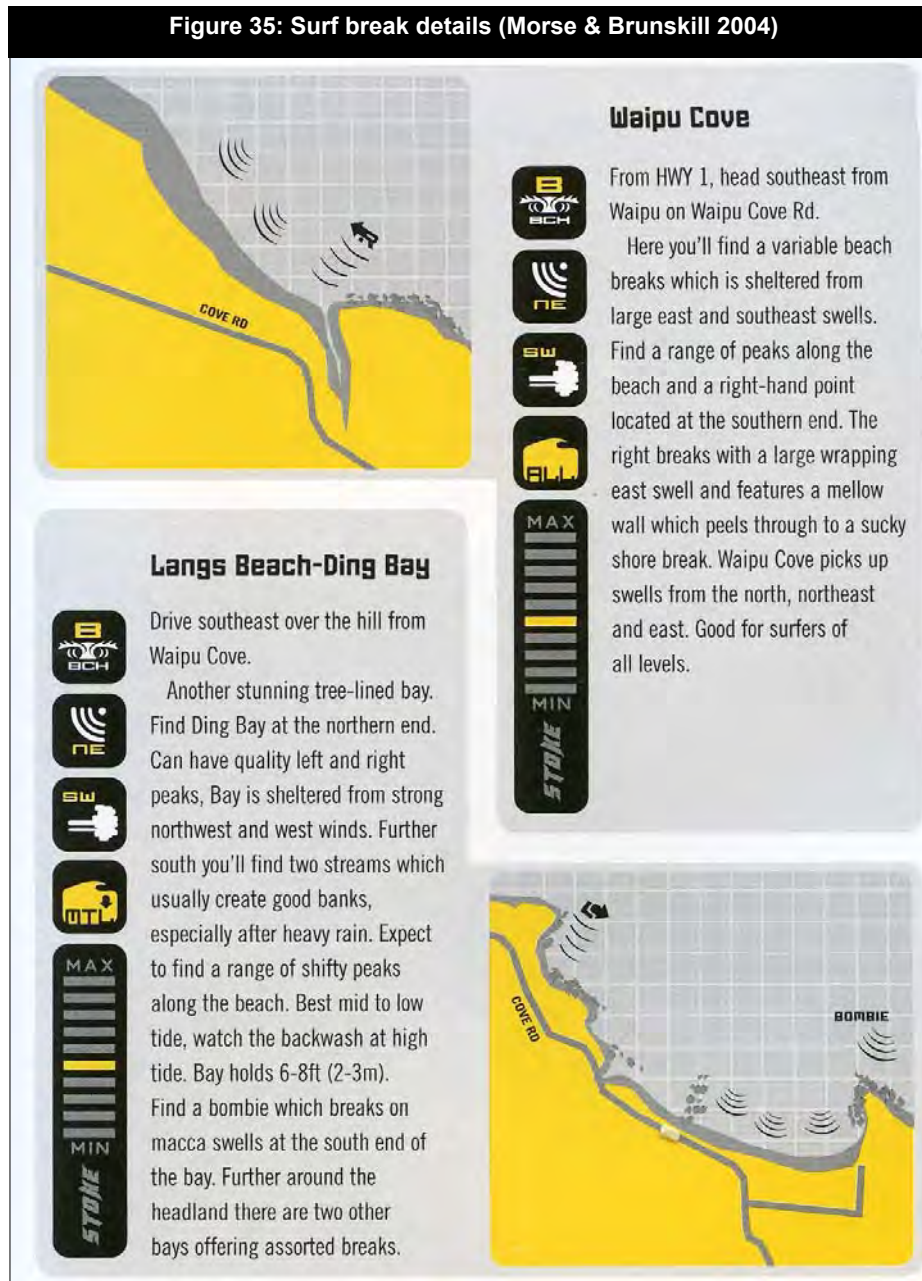 Figure 35: Surf break details (Morse & Brunskill 2004)
COVE RD
Waipu Cove
B
BCH
NE
SW
ALL
MAX
MIN
STOKE
From HWY 1, head southeast from
Waipu on Waipu Cove Rd.
Here you'll find a variable beach
breaks which is sheltered from
large east and southeast swells.
Find a range of peaks along the
beach and a right-hand point
located at the southern end. The
right breaks with a large wrapping
east swell and features a mellow
wall which peels through to a sucky
shore break. Waipu Cove picks up
swells from the north, northeast
and east. Good for surfers of
all levels.
Langs Beach-Ding Bay
B
BCH
NE
SW
MTL
MAX
MIN
STOKE
Drive southeast over the hill from
Waipu Cove.
Another stunning tree-lined bay.
Find Ding Bay at the northern end.
Can have quality left and right
peaks, Bay is sheltered from strong
northwest and west winds. Further
south you'll find two streams which
usually create good banks,
especially after heavy rain. Expect
to find a range of shifty peaks
along the beach. Best mid to low
tide, watch the backwash at high
tide. Bay holds 6-8ft (2-3m).
Find a bombie which breaks on
macca swells at the south end of
the bay. Further around the
headland there are two other
bays offering assorted breaks.
COVE RD
BOMBIE